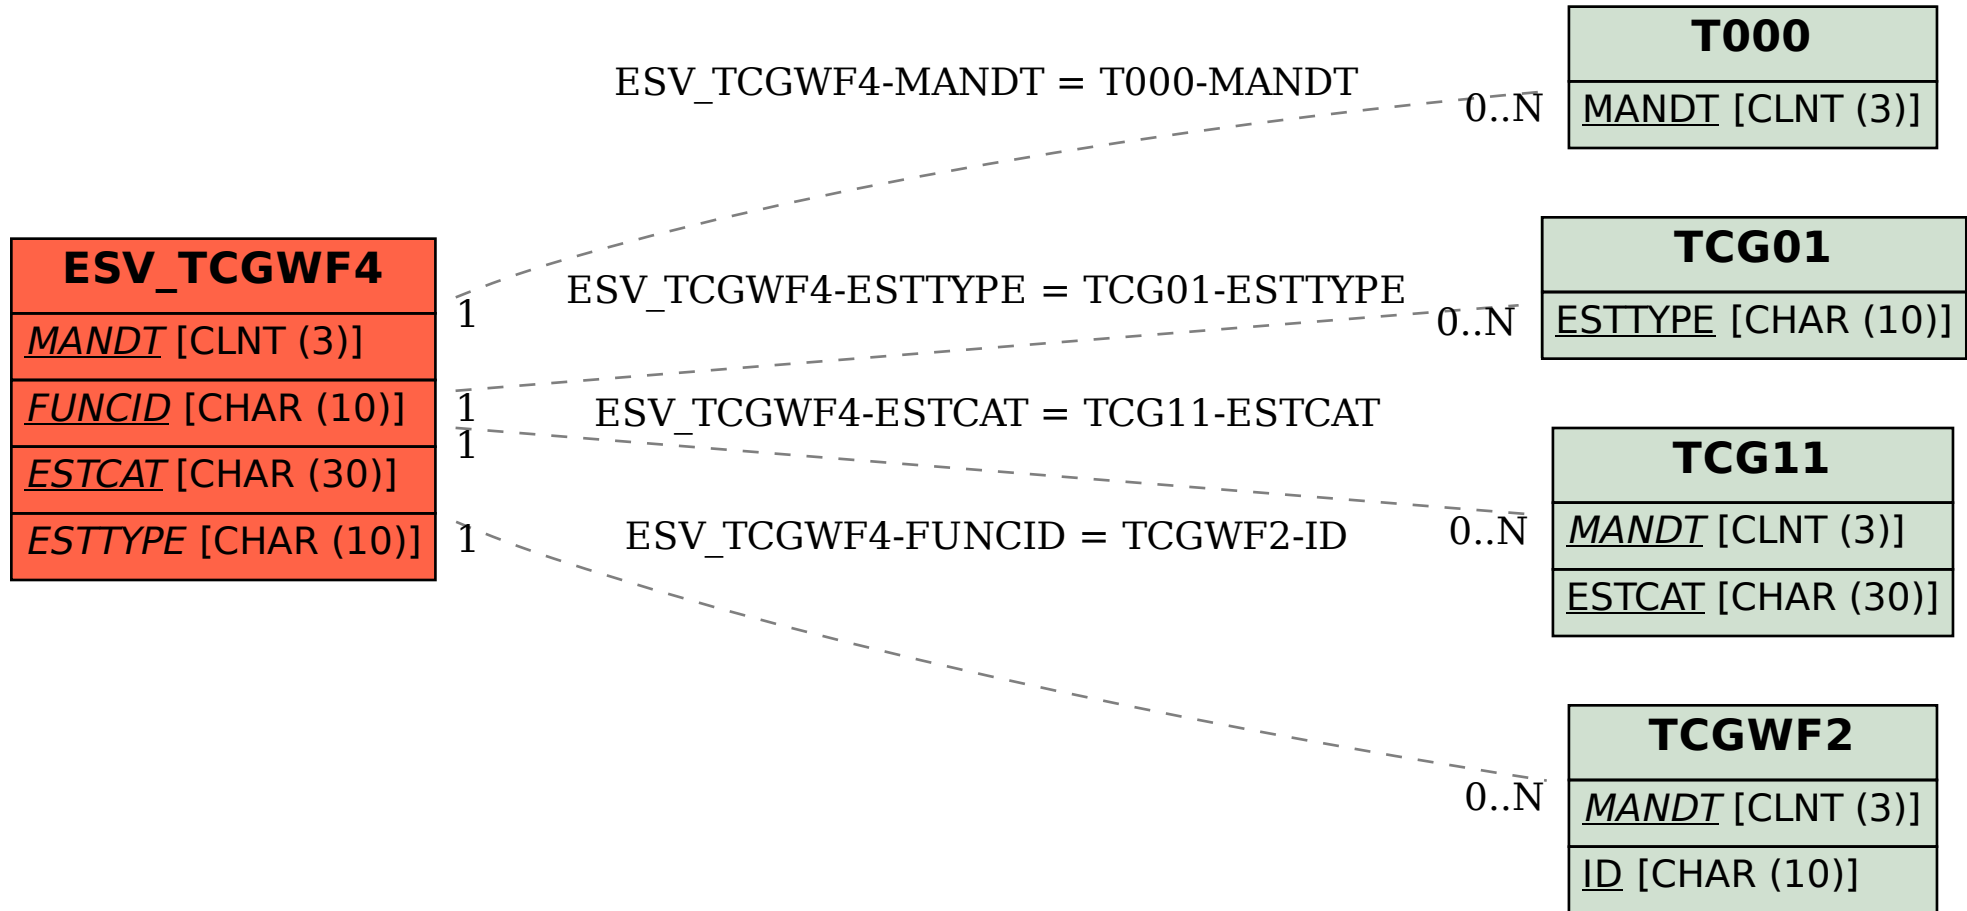 ESV_TCGWF4
MANDT [CLNT (3)]
FUNCID [CHAR (10)]
ESTCAT [CHAR (30)]
ESTTYPE [CHAR (10)]
ESV_TCGWF4-MANDT = T000-MANDT
1
0..N
T000
MANDT [CLNT (3)]
ESV_TCGWF4-ESTTYPE = TCG01-ESTTYPE
1
0..N
TCG01
ESTTYPE [CHAR (10)]
ESV_TCGWF4-ESTCAT = TCG11-ESTCAT
1
0..N
TCG11
MANDT [CLNT (3)]
ESTCAT [CHAR (30)]
ESV_TCGWF4-FUNCID = TCGWF2-ID
1
0..N
TCGWF2
MANDT [CLNT (3)]
ID [CHAR (10)]